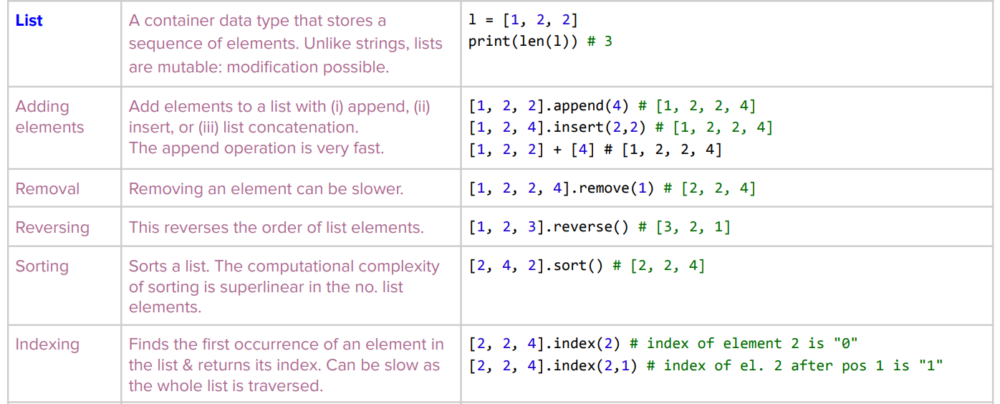 List
A container data type that stores a
sequence of elements. Unlike strings, lists
are mutable: modification possible.
l = [1, 2, 2]
print(len(l)) # 3
Adding
elements
Add elements to a list with (i) append, (ii)
insert, or (iii) list concatenation.
The append operation is very fast.
[1, 2, 2].append(4) # [1, 2, 2, 4]
[1, 2, 4].insert(2,2) # [1, 2, 2, 4]
[1, 2, 2] + [4] # [1, 2, 2, 4]
Removal
Removing an element can be slower.
[1, 2, 2, 4].remove(1) # [2, 2, 4]
Reversing
This reverses the order of list elements.
[1, 2, 3].reverse() # [3, 2, 1]
Sorting
Sorts a list. The computational complexity
of sorting is superlinear in the no. list
elements.
[2, 4, 2].sort() # [2, 2, 4]
Indexing
Finds the first occurrence of an element in
the list & returns its index. Can be slow as
the whole list is traversed.
[2, 2, 4].index(2) # index of element 2 is "0"
[2, 2, 4].index(2,1) # index of el. 2 after pos 1 is "1"